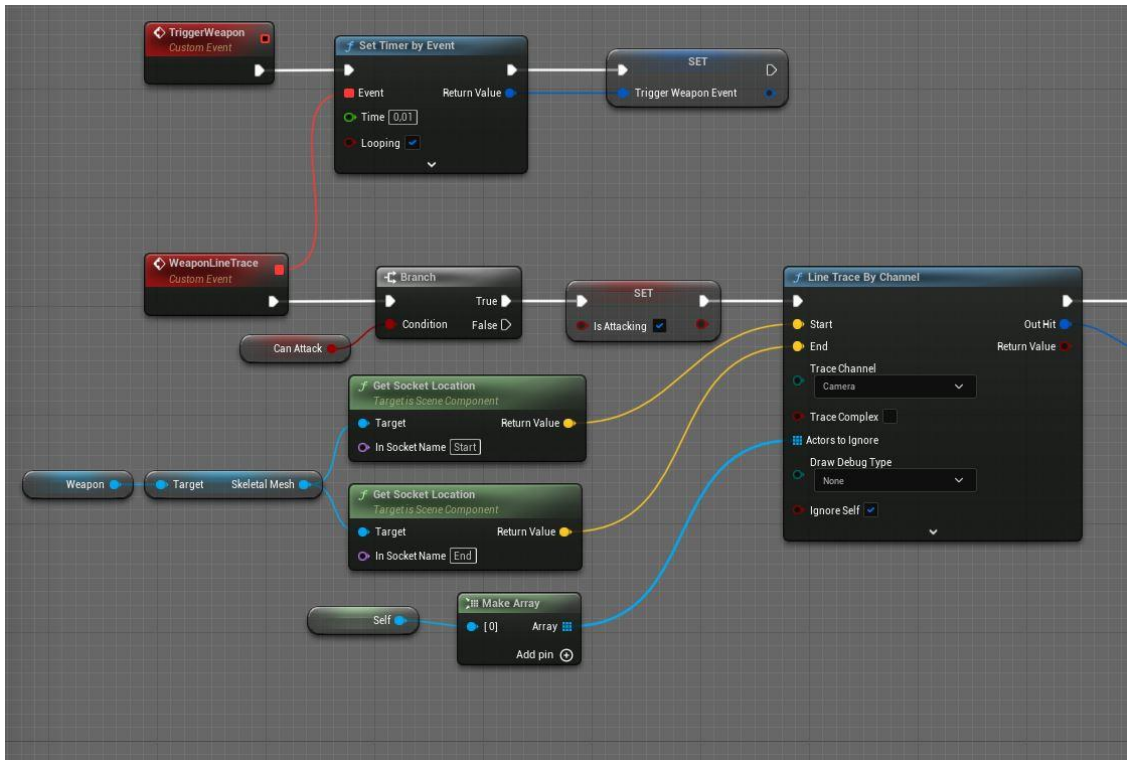 TriggerWeapon
Custom Event
Set Timer by Event
Event
Return Value
Time 0,01
Looping
SET
Trigger Weapon Event
WeaponLineTrace
Custom Event
Branch
True
Condition
False
Can Attack
SET
Is Attacking
Line Trace By Channel
Start
Out Hit
End
Return Value
Trace Channel
Camera
Trace Complex
Actors to Ignore
Draw Debug Type
None
Ignore Self
Get Socket Location
Target is Scene Component
Target
Return Value
In Socket Name Start
Weapon
Target
Skeletal Mesh
Get Socket Location
Target is Scene Component
Target
Return Value
In Socket Name End
Self
Make Array
[0]
Array
Add pin